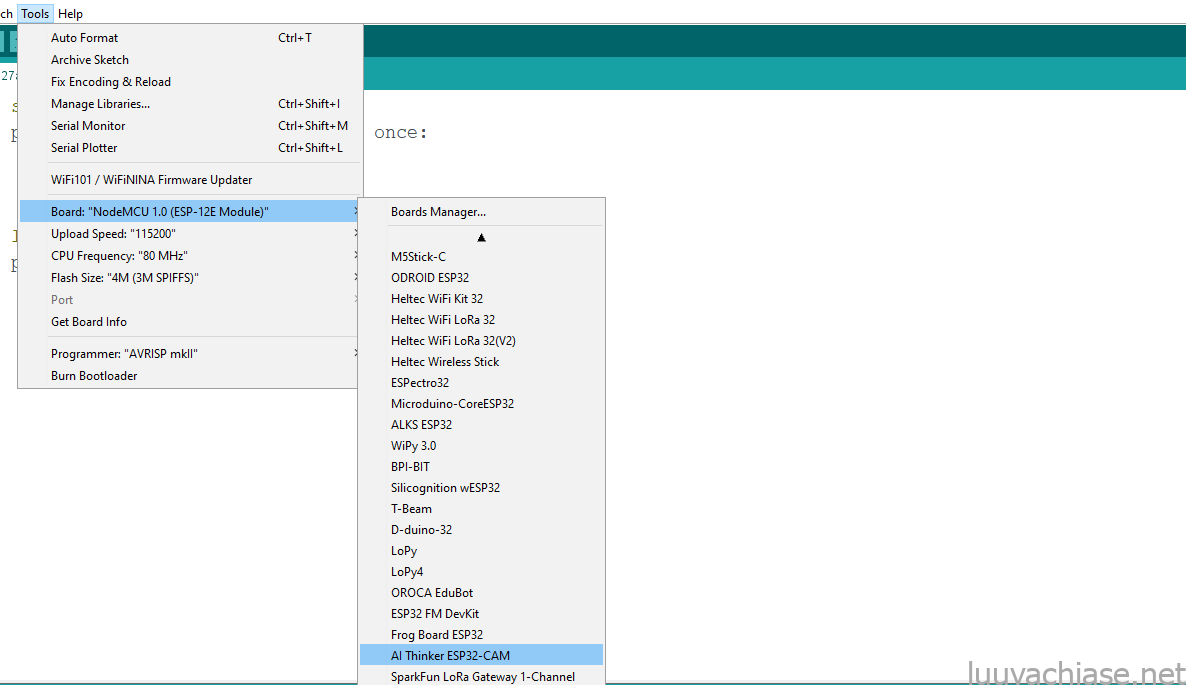 ch Tools Help
Auto Format Ctrl+T
Archive Sketch
Fix Encoding & Reload
Manage Libraries... Ctrl+Shift+I
Serial Monitor Ctrl+Shift+M
Serial Plotter Ctrl+Shift+L
once:
WiFi101 / WiFiNINA Firmware Updater
Board: "NodeMCU 1.0 (ESP-12E Module)"
Upload Speed: "115200"
CPU Frequency: "80 MHz"
Flash Size: "4M (3M SPIFFS)"
Port
Get Board Info
Programmer: "AVRISP mkII"
Burn Bootloader
Boards Manager...
M5Stick-C
ODROID ESP32
Heltec WiFi Kit 32
Heltec WiFi LoRa 32
Heltec WiFi LoRa 32(V2)
Heltec Wireless Stick
ESPectro32
Microduino-CoreESP32
ALKS ESP32
WiPy 3.0
BPI-BIT
Silicognition wESP32
T-Beam
D-duino-32
LoPy
LoPy4
OROCA EduBot
ESP32 FM DevKit
Frog Board ESP32
AI Thinker ESP32-CAM
SparkFun LoRa Gateway 1-Channel
luuvachiase.net